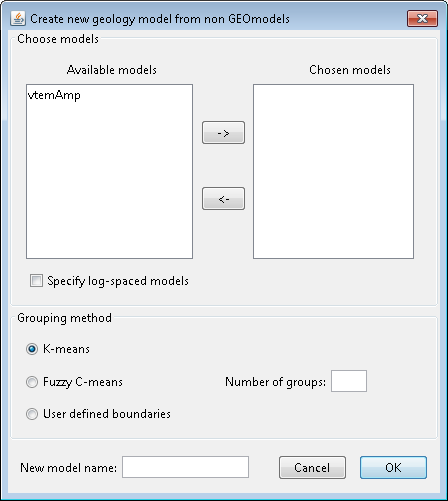 Create new geology model from non GEOmodels
Choose models
Available models Chosen models
vtemAmp
->
<-
Specify log-spaced models
Grouping method
K-means
Fuzzy C-means Number of groups:
User defined boundaries
New model name: Cancel OK